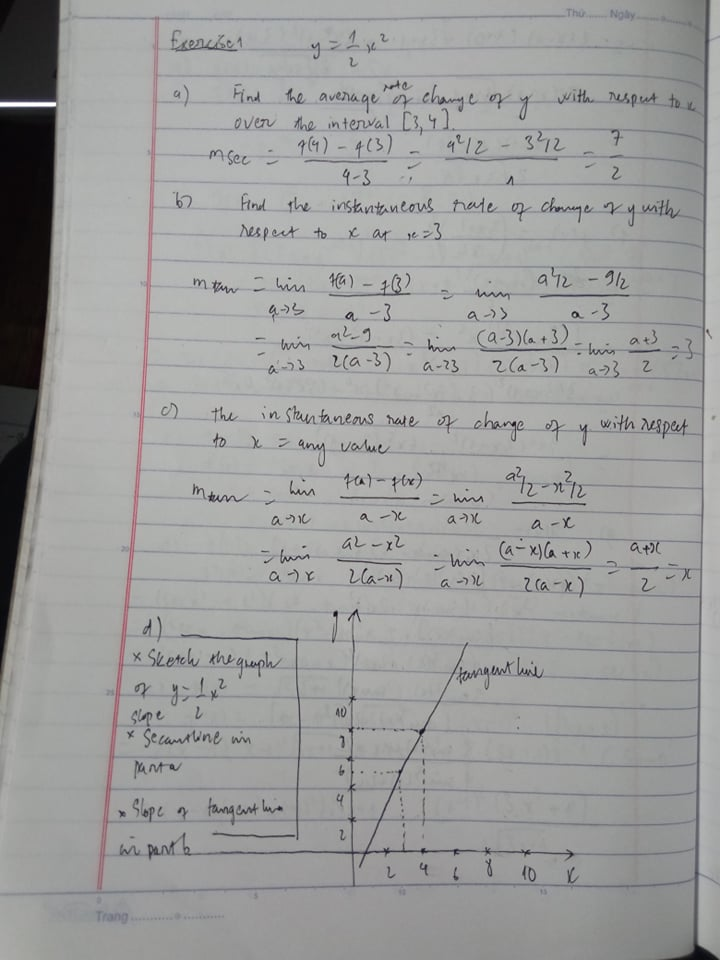 Thứ ...... Ngày ......
Exercise 1 y = 1/2 x²
a) Find the average rate of change of y with respect to x
over the interval [3,4].
msec = f(4) - f(3) / 4-3 = 4²/2 - 3²/2 / 1 = 7/2
b) Find the instantaneous rate of change of y with
respect to x at x=3
mtan = lim a→3 f(a) - f(3) / a - 3 = lim a→3 a²/2 - 9/2 / a - 3
= lim a→3 a²-9 / 2(a-3) = lim a→3 (a-3)(a+3) / 2(a-3) = lim a→3 a+3 / 2 = 3
c) the instantaneous rate of change of y with respect
to x = any value
mtan = lim a→x f(a) - f(x) / a - x = lim a→x a²/2 - x²/2 / a - x
= lim a→x a² - x² / 2(a-x) = lim a→x (a-x)(a+x) / 2(a-x) = a+x / 2 = x
d)
× Sketch the graph
of y = 1/2 x²
slope
× Secant line in
part a
× Slope of tangent line
in part b
y
tangent line
10
8
6
4
2
2 4 6 8 10 x
0 5 10 15
Trang ......